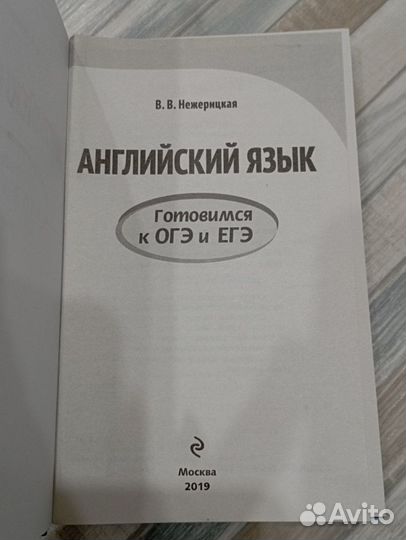 В. В. Нежерицкая
АНГЛИЙСКИЙ ЯЗЫК
Готовимся
к ОГЭ и ЕГЭ
Москва
2019
Avito